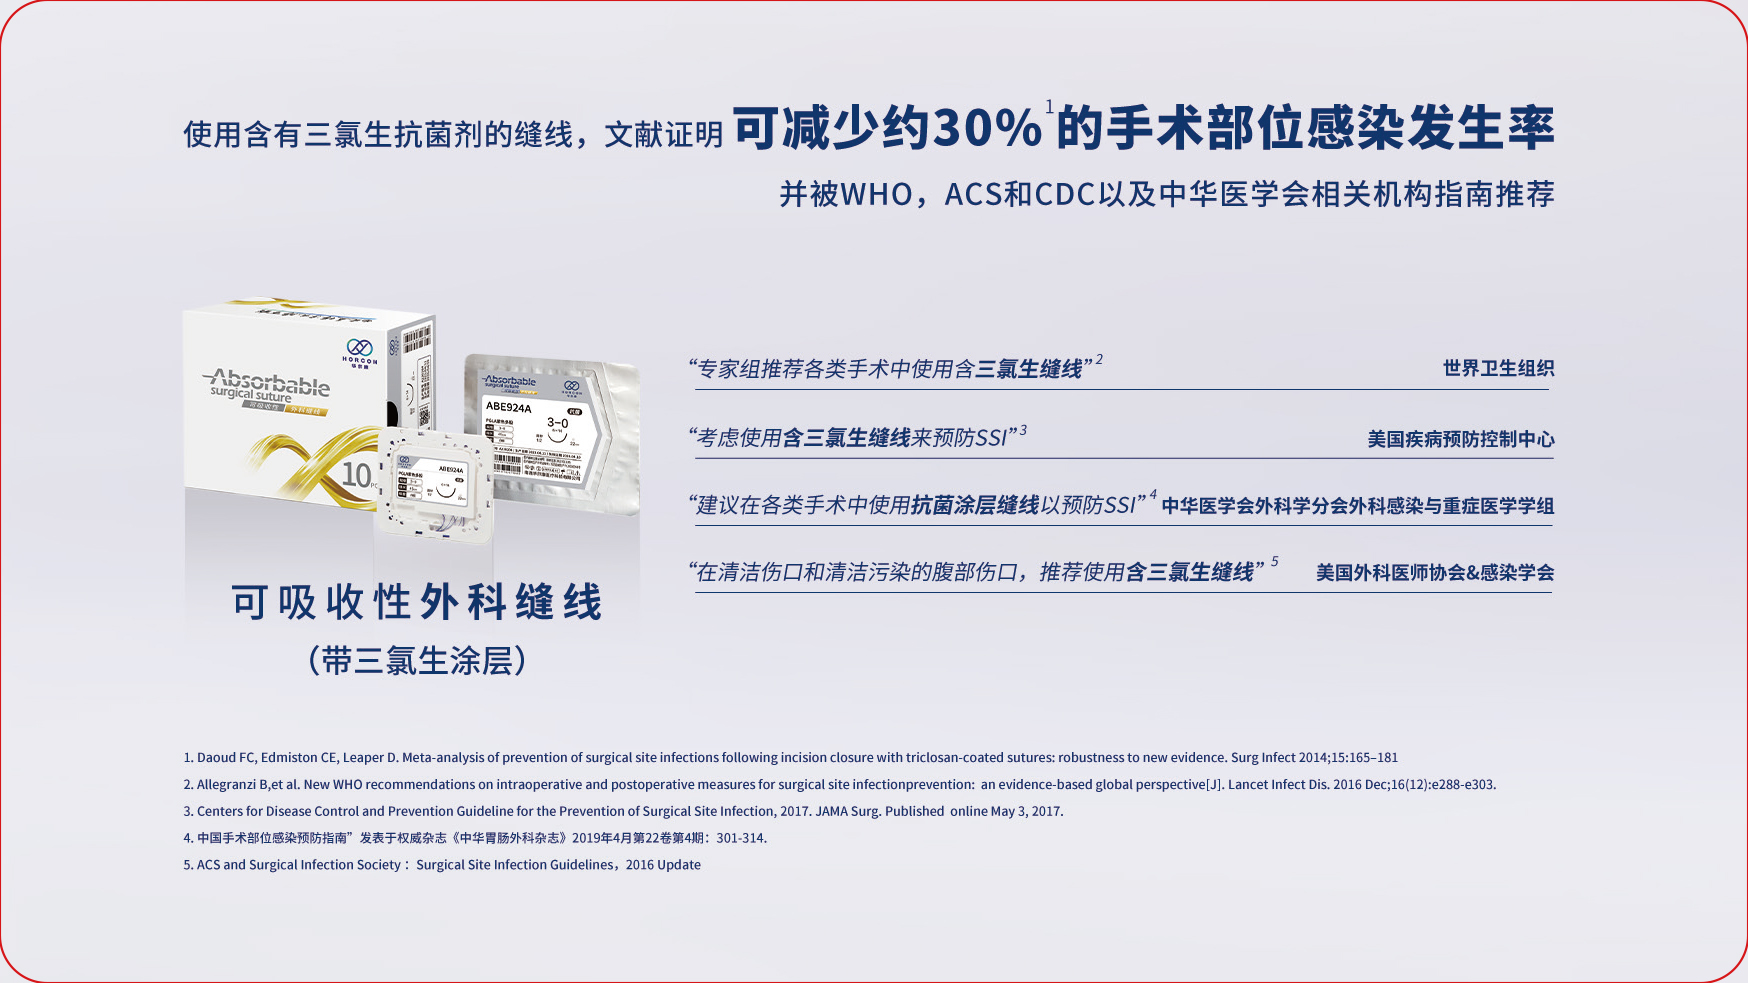 使用含有三氯生抗菌剂的缝线，文献证明 可减少约30%1的手术部位感染发生率
并被WHO，ACS和CDC以及中华医学会相关机构指南推荐
HORCON
Absorbable
surgical suture
可吸收性 外科缝线
10
Absorbable
surgical suture
HORCON
ABE924A
抗菌
3-0
ABE924A
“专家组推荐各类手术中使用含三氯生缝线”2 世界卫生组织
“考虑使用含三氯生缝线来预防SSI”3 美国疾病预防控制中心
“建议在各类手术中使用抗菌涂层缝线以预防SSI”4 中华医学会外科学分会外科感染与重症医学学组
“在清洁伤口和清洁污染的腹部伤口，推荐使用含三氯生缝线” 5 美国外科医师协会&感染学会
可吸收性外科缝线
（带三氯生涂层）
1. Daoud FC, Edmiston CE, Leaper D. Meta-analysis of prevention of surgical site infections following incision closure with triclosan-coated sutures: robustness to new evidence. Surg Infect 2014;15:165–181
2. Allegranzi B,et al. New WHO recommendations on intraoperative and postoperative measures for surgical site infectionprevention: an evidence-based global perspective[J]. Lancet Infect Dis. 2016 Dec;16(12):e288-e303.
3. Centers for Disease Control and Prevention Guideline for the Prevention of Surgical Site Infection, 2017. JAMA Surg. Published online May 3, 2017.
4. 中国手术部位感染预防指南”发表于权威杂志《中华胃肠外科杂志》2019年4月第22卷第4期：301-314.
5. ACS and Surgical Infection Society：Surgical Site Infection Guidelines，2016 Update